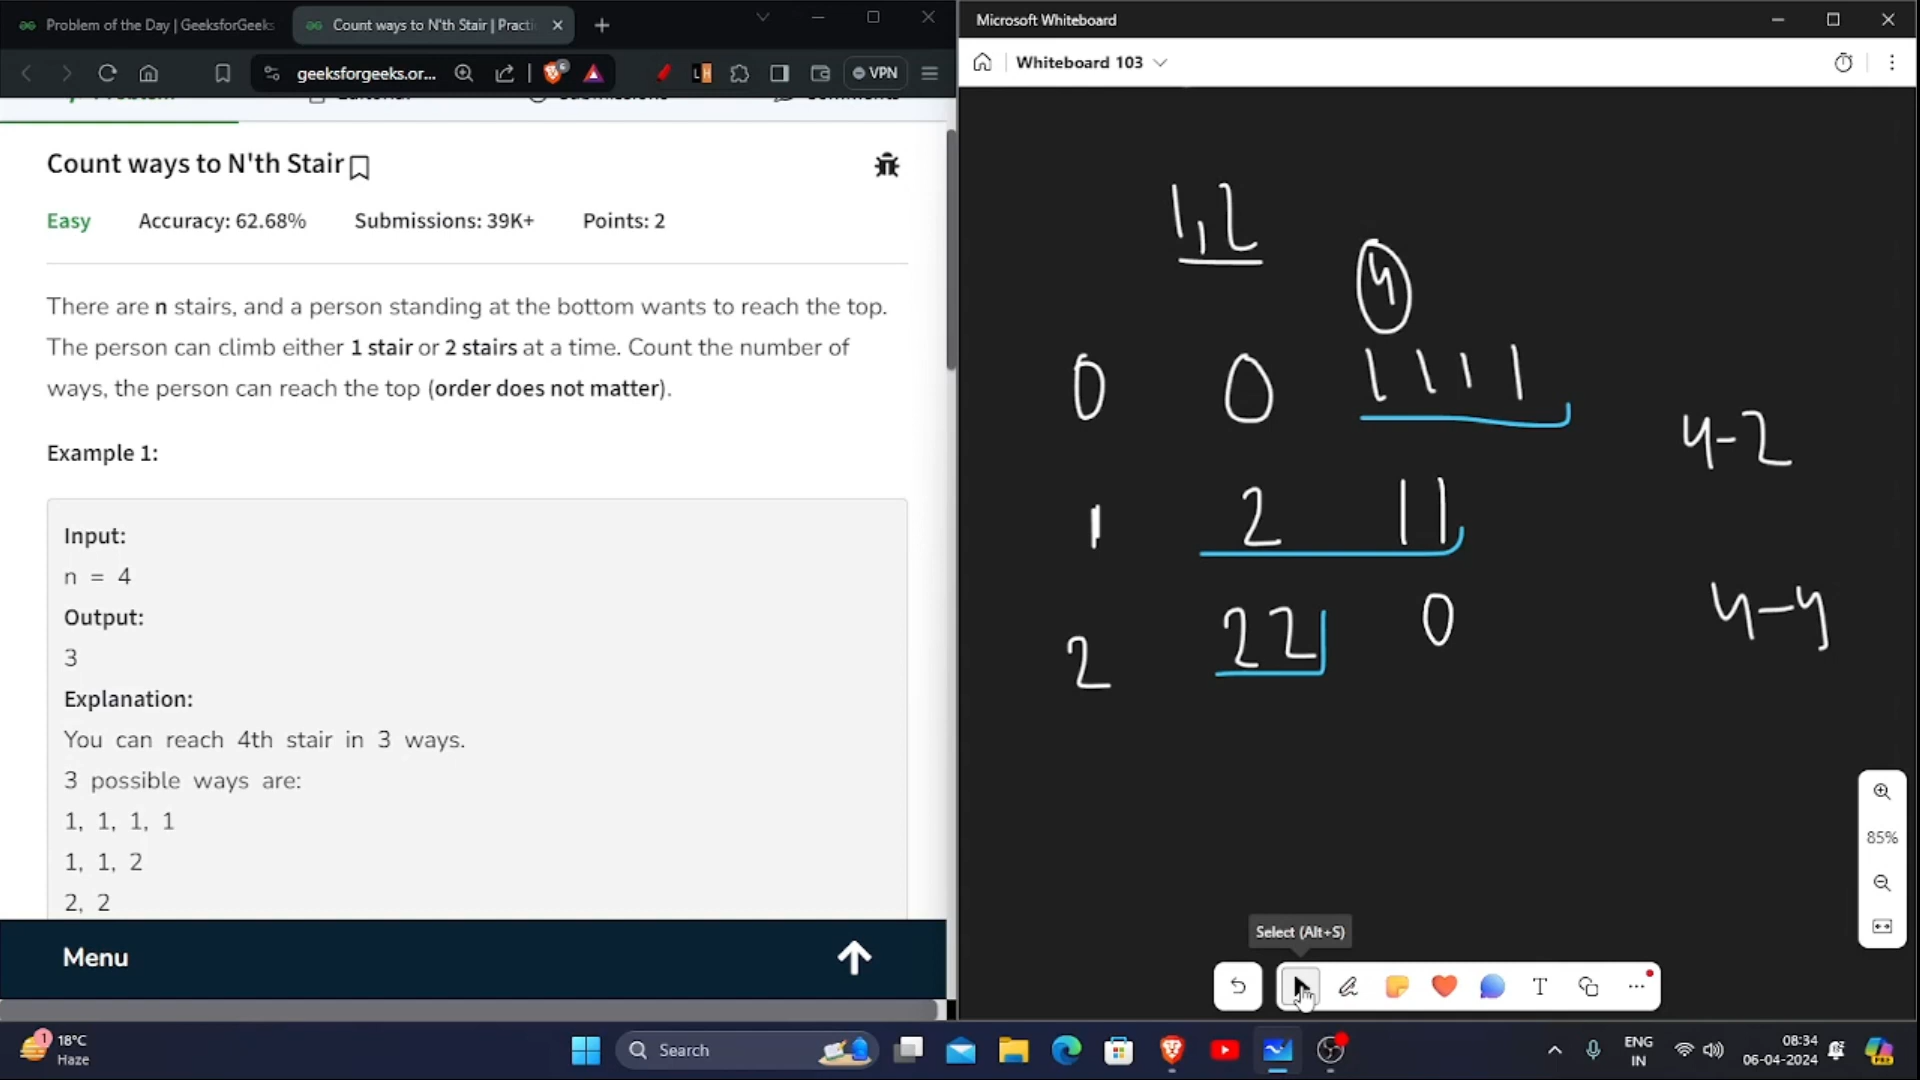 Problem of the Day | GeeksforGeeks
Count ways to N'th Stair | Practi
geeksforgeeks.or...
VPN
Count ways to N'th Stair
Easy
Accuracy: 62.68%
Submissions: 39K+
Points: 2
There are n stairs, and a person standing at the bottom wants to reach the top.
The person can climb either 1 stair or 2 stairs at a time. Count the number of
ways, the person can reach the top (order does not matter).
Example 1:
Input:
n = 4
Output:
3
Explanation:
You can reach 4th stair in 3 ways.
3 possible ways are:
1, 1, 1, 1
1, 1, 2
2, 2
Menu
Microsoft Whiteboard
Whiteboard 103
1,2
4
0 0 1 1 1 1
4-2
1 2 1 1
4-4
2 2 2 0
85%
Select (Alt+S)
T
1
18°C
Haze
Search
ENG
IN
08:34
06-04-2024